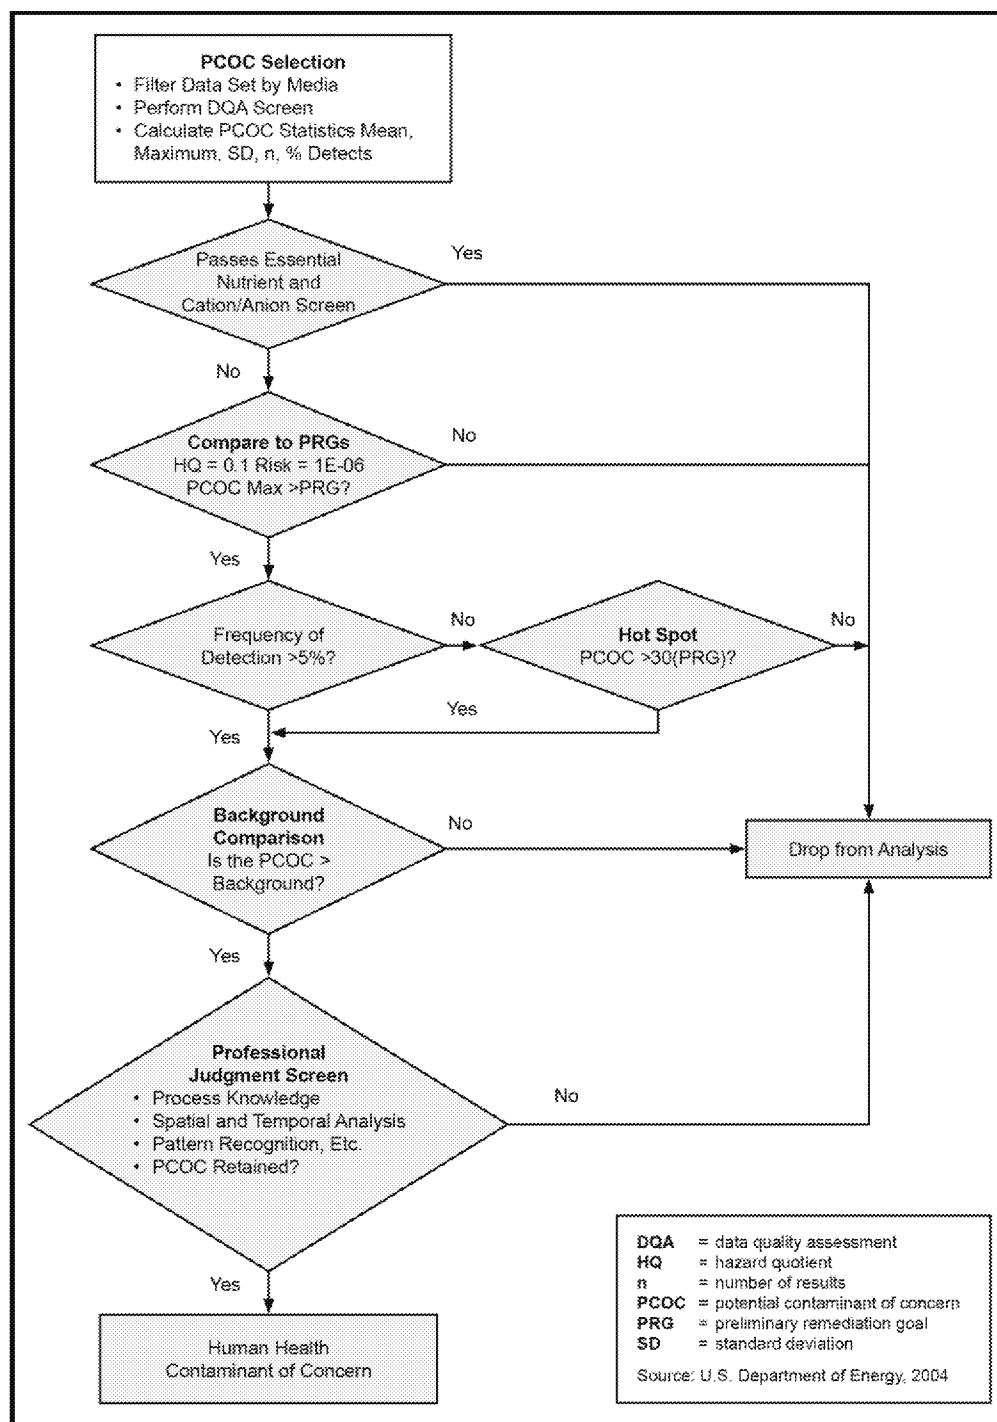 PCOC Selection
• Filter Data Set by Media
• Perform DQA Screen
• Calculate PCOC Statistics Mean,
Maximum, SD, n, % Detects
Passes Essential
Nutrient and
Cation/Anion Screen
Yes
No
Compare to PRGs
HQ = 0.1 Risk = 1E-06
PCOC Max >PRG?
No
Yes
Frequency of
Detection >5%?
No
Hot Spot
PCOC >30(PRG)?
No
Yes
Yes
Background
Comparison
Is the PCOC >
Background?
No
Drop from Analysis
Yes
Professional
Judgment Screen
• Process Knowledge
• Spatial and Temporal Analysis
• Pattern Recognition, Etc.
• PCOC Retained?
No
Yes
Human Health
Contaminant of Concern
DQA = data quality assessment
HQ = hazard quotient
n = number of results
PCOC = potential contaminant of concern
PRG = preliminary remediation goal
SD = standard deviation
Source: U.S. Department of Energy, 2004